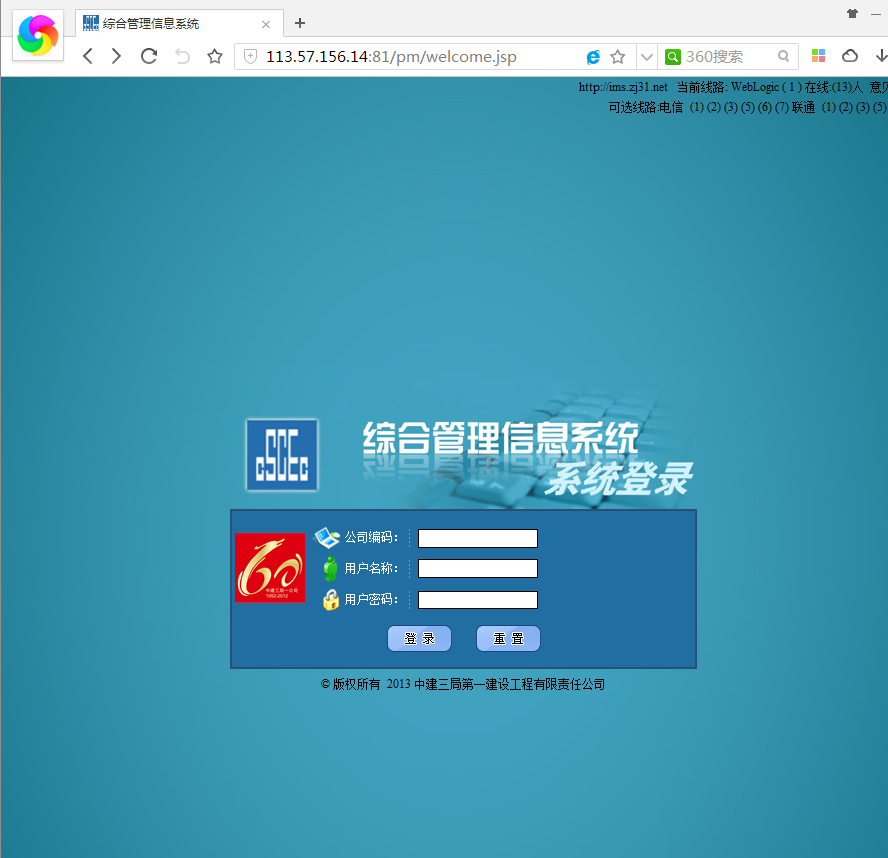 综合管理信息系统
113.57.156.14:81/pm/welcome.jsp
360搜索
http://ims.zj31.net 当前线路: WebLogic ( 1 ) 在线:(13)人 意见
可选线路:电信 (1) (2) (3) (5) (6) (7) 联通 (1) (2) (3) (5)
CSCEC
综合管理信息系统
系统登录
60
中建三局一公司
1952-2012
公司编码：
用户名称：
用户密码：
登 录
重 置
© 版权所有 2013 中建三局第一建设工程有限责任公司